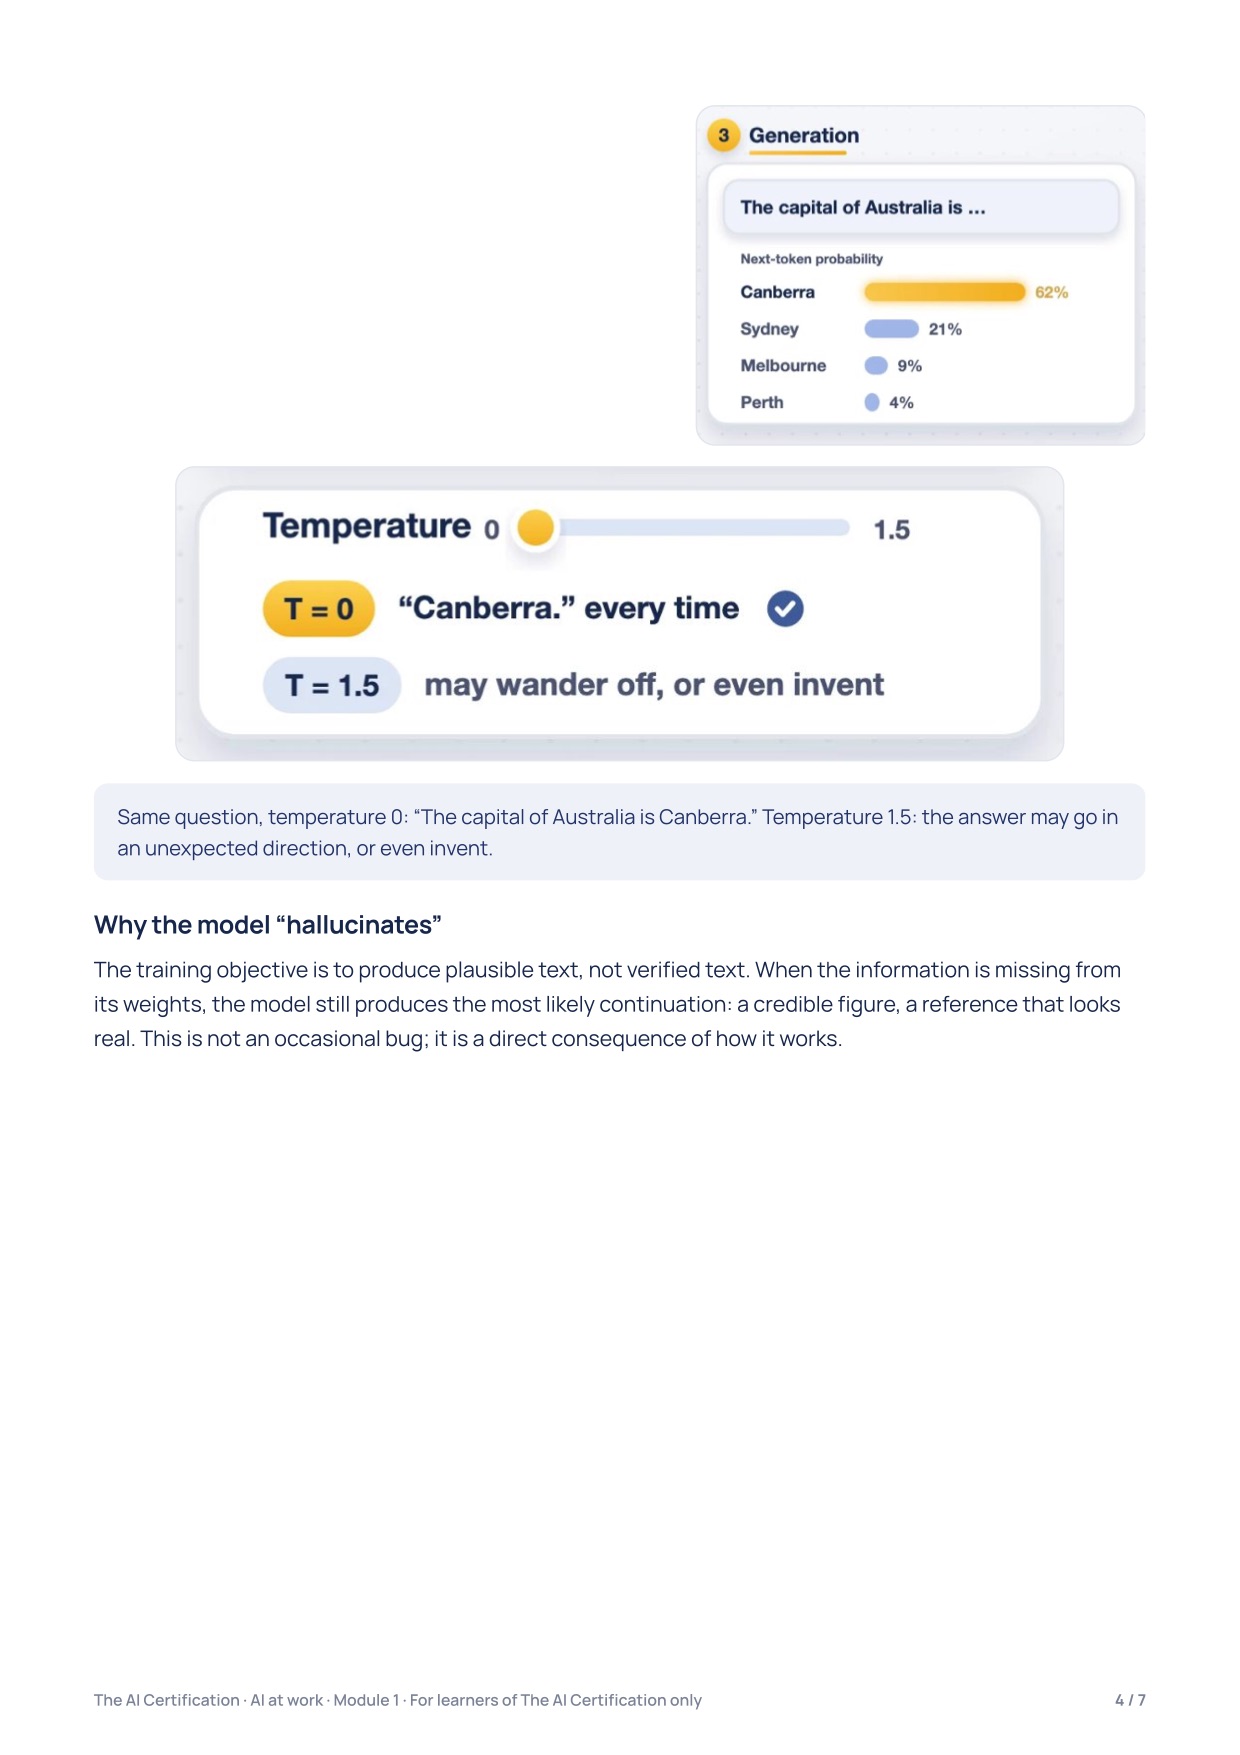 3 Generation
The capital of Australia is ...
Next-token probability
Canberra 62%
Sydney 21%
Melbourne 9%
Perth 4%
Temperature 0 1.5
T = 0 “Canberra.” every time
T = 1.5 may wander off, or even invent
Same question, temperature 0: “The capital of Australia is Canberra.” Temperature 1.5: the answer may go in
an unexpected direction, or even invent.
Why the model “hallucinates”
The training objective is to produce plausible text, not verified text. When the information is missing from
its weights, the model still produces the most likely continuation: a credible figure, a reference that looks
real. This is not an occasional bug; it is a direct consequence of how it works.
The AI Certification · AI at work · Module 1 · For learners of The AI Certification only 4 / 7